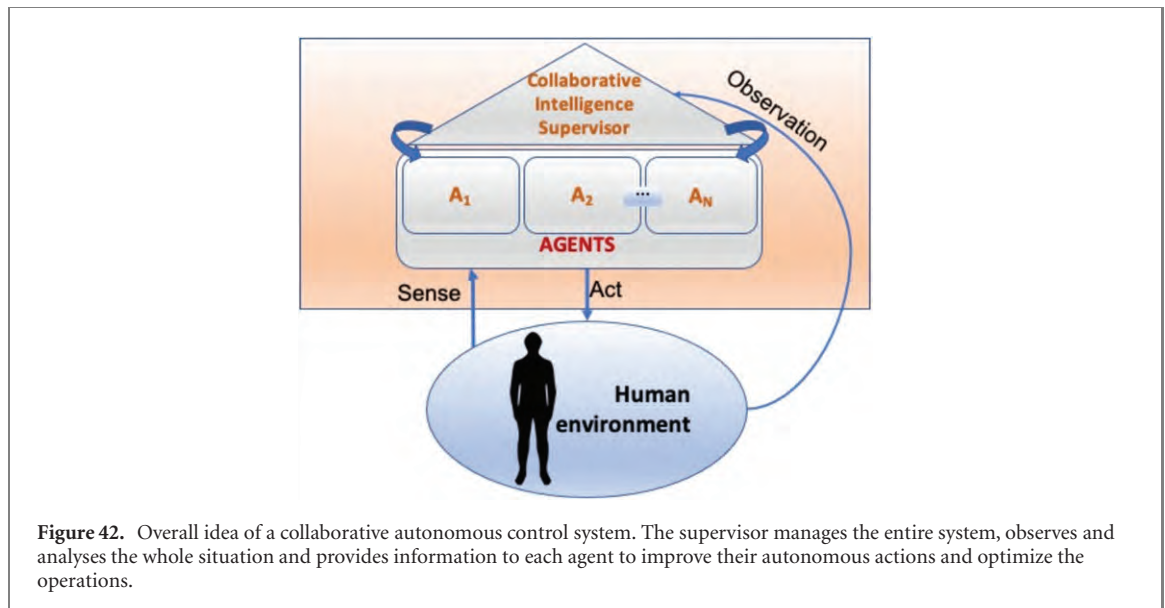 Collaborative
Intelligence
Supervisor
Observation
A₁
A₂
...
Aₙ
AGENTS
Sense
Act
Human
environment
Figure 42. Overall idea of a collaborative autonomous control system. The supervisor manages the entire system, observes and
analyses the whole situation and provides information to each agent to improve their autonomous actions and optimize the
operations.